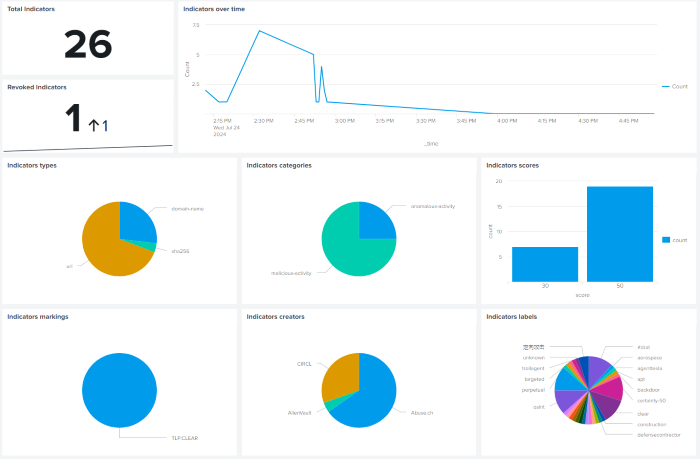 Total Indicators
26
Revoked Indicators
1 ↑ 1
Indicators over time
7.5
5
2.5
Count
2:15 PM
Wed Jul 24
2024
2:30 PM
2:45 PM
3:00 PM
3:15 PM
3:30 PM
3:45 PM
4:00 PM
4:15 PM
4:30 PM
4:45 PM
_time
Count
Indicators types
domain-name
sha256
url
Indicators categories
anomalous-activity
malicious-activity
Indicators scores
20
15
10
5
count
30
50
score
count
Indicators markings
TLP:CLEAR
Indicators creators
CIRCL
AlienVault
Abuse.ch
Indicators labels
unknown
trolltagent
targeted
perpetual
osint
aerospace
agenttesla
apt
backdoor
certainty-50
clear
construction
defensecontractor